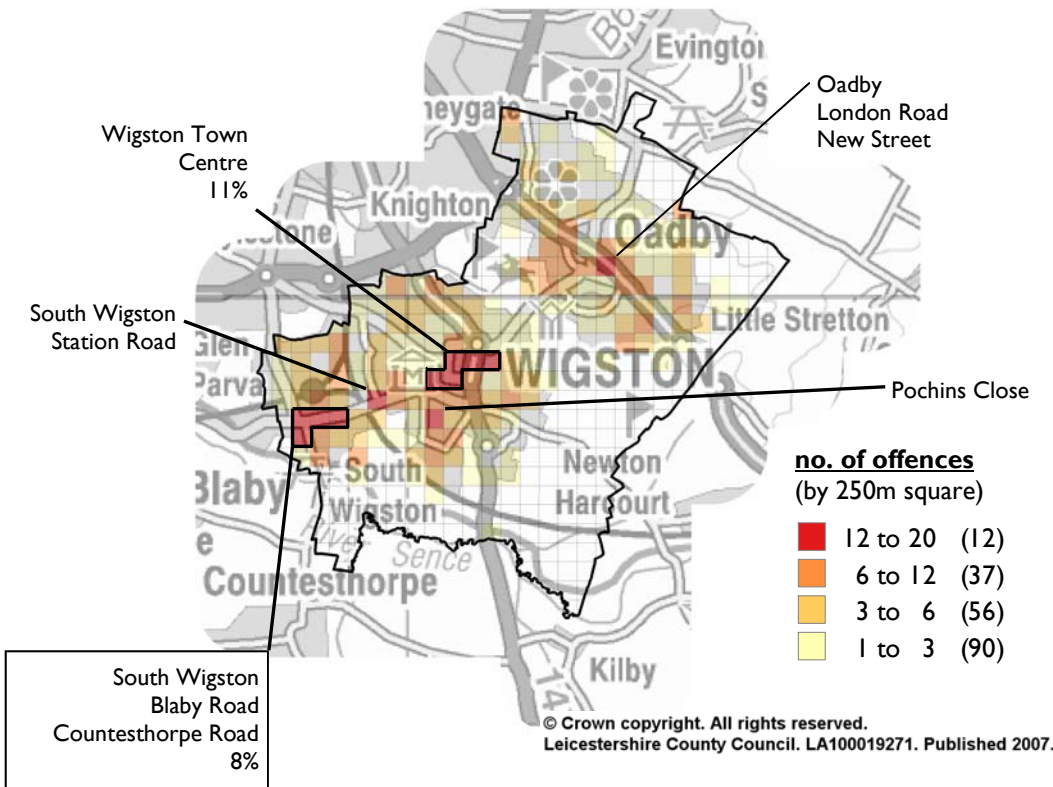 Evington
Oadby
London Road
New Street
Wigston Town
Centre
11%
Knighton
Oadby
South Wigston
Station Road
Little Stretton
Glen
Parva
WIGSTON
Pochins Close
no. of offences
(by 250m square)
12 to 20 (12)
6 to 12 (37)
3 to 6 (56)
1 to 3 (90)
Newton
Harcourt
South
Wigston
Blaby
River Sence
Countesthorpe
Kilby
South Wigston
Blaby Road
Countesthorpe Road
8%
© Crown copyright. All rights reserved.
Leicestershire County Council. LA100019271. Published 2007.